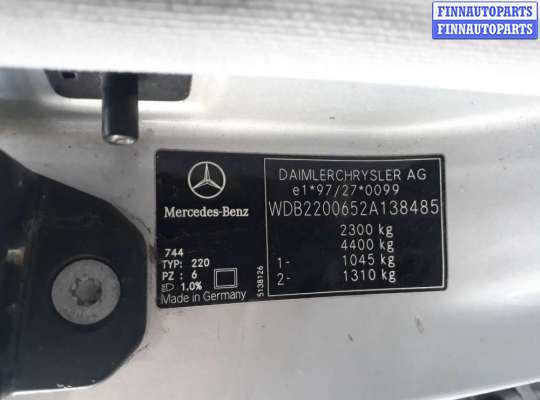 FINNAUTOPARTS
FINNAUTOPARTS
Mercedes-Benz
744
TYP: 220
PZ : 6
1.0%
Made in Germany
5138126
DAIMLERCHRYSLER AG
e1*97/27*0099
WDB2200652A138485
2300 kg
4400 kg
1- 1045 kg
2- 1310 kg